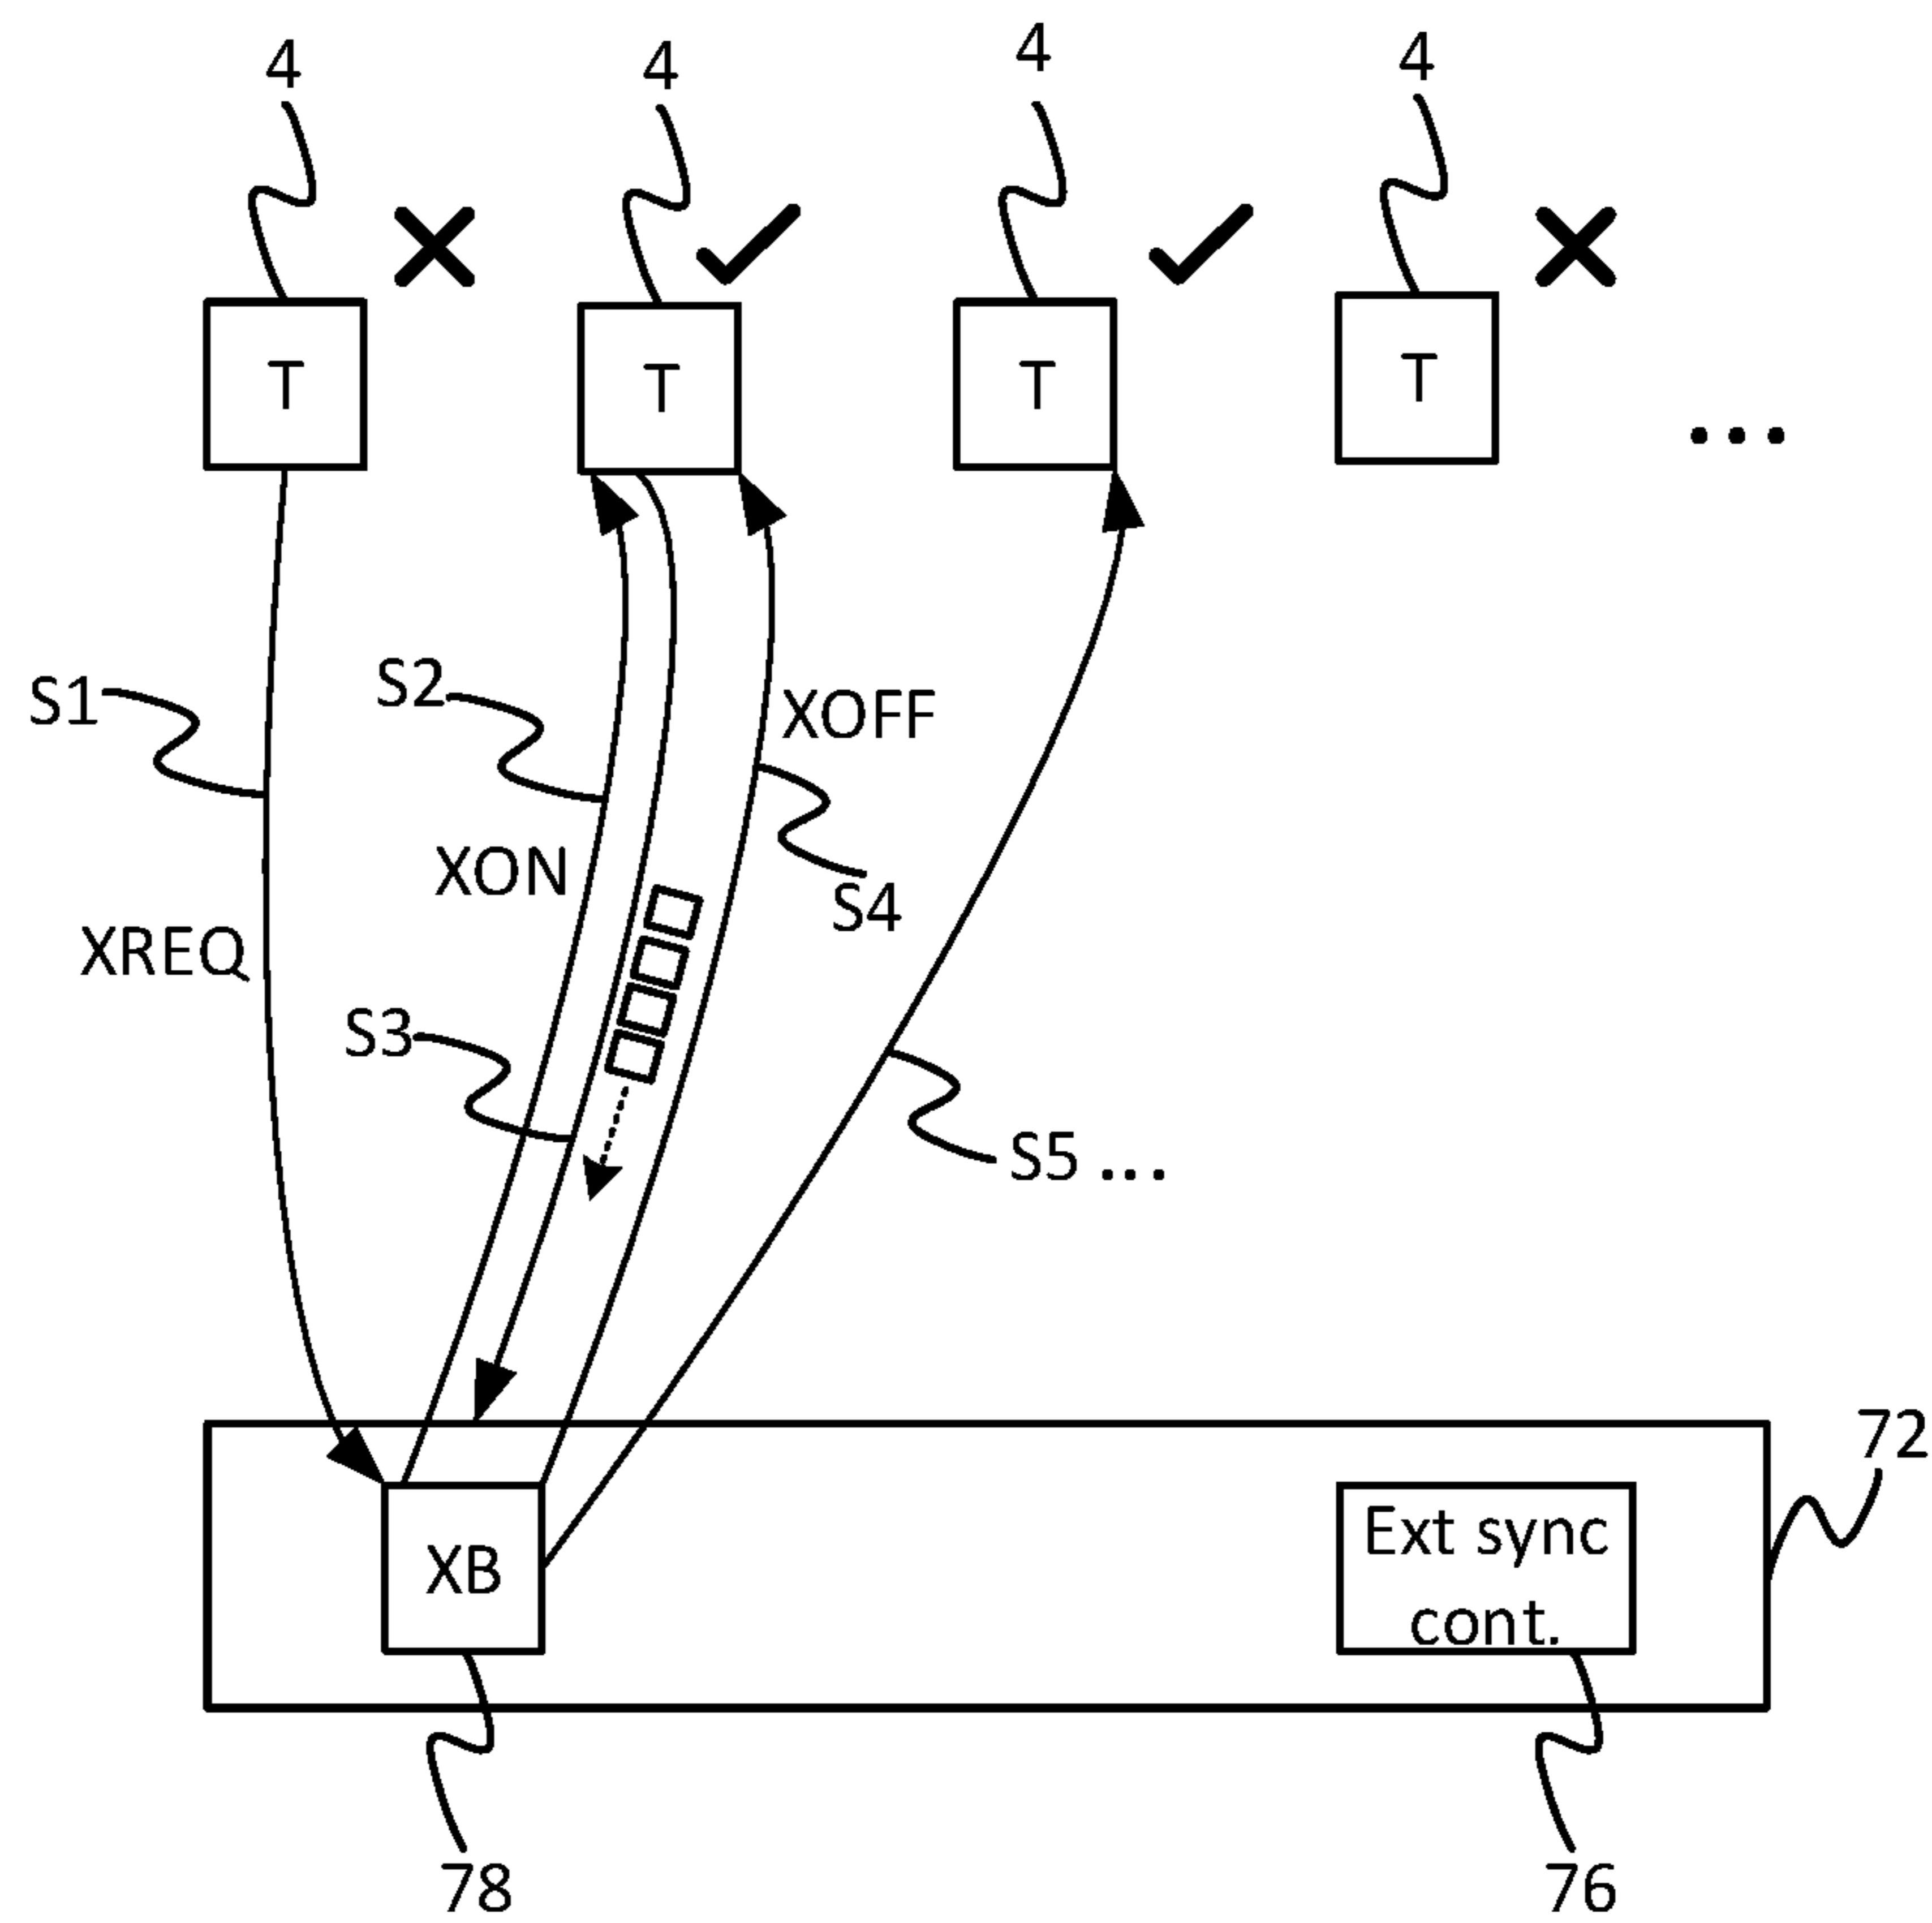 4
4
4
4
T
T
T
T
...
S1
S2
XOFF
XON
S4
XREQ
S3
S5 ...
72
XB
Ext sync
cont.
78
76